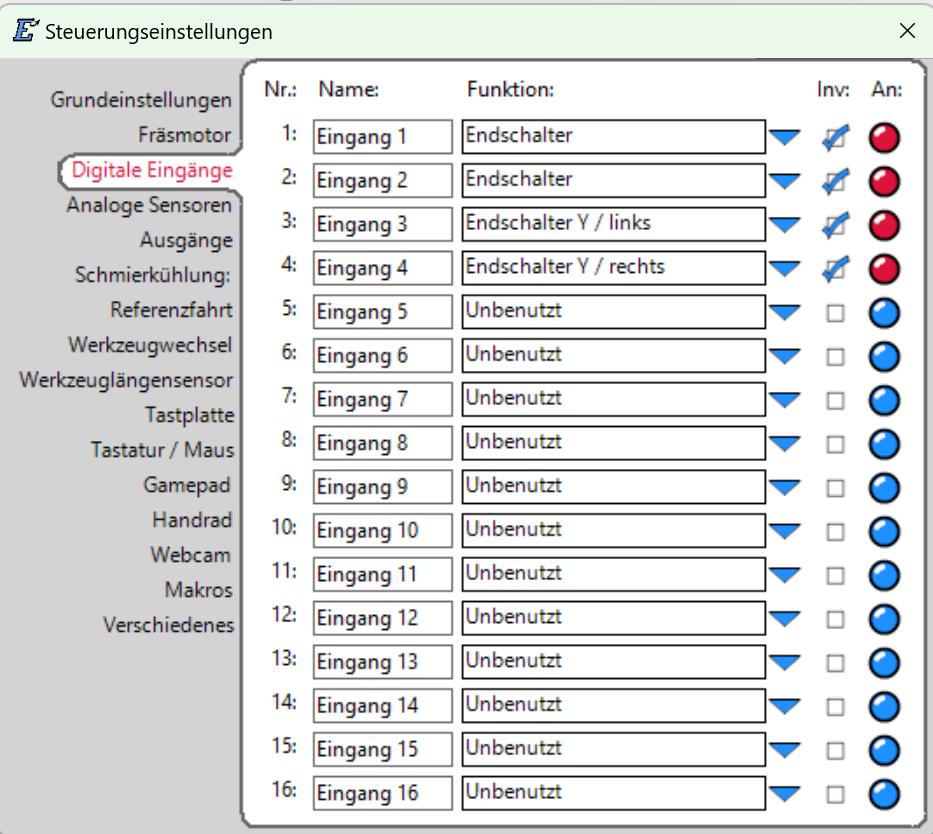 Steuerungseinstellungen
Grundeinstellungen
Fräsmotor
Digitale Eingänge
Analoge Sensoren
Ausgänge
Schmierkühlung:
Referenzfahrt
Werkzeugwechsel
Werkzeuglängensensor
Tastplatte
Tastatur / Maus
Gamepad
Handrad
Webcam
Makros
Verschiedenes
Nr.: Name: Funktion: Inv: An:
1: Eingang 1 Endschalter
2: Eingang 2 Endschalter
3: Eingang 3 Endschalter Y / links
4: Eingang 4 Endschalter Y / rechts
5: Eingang 5 Unbenutzt
6: Eingang 6 Unbenutzt
7: Eingang 7 Unbenutzt
8: Eingang 8 Unbenutzt
9: Eingang 9 Unbenutzt
10: Eingang 10 Unbenutzt
11: Eingang 11 Unbenutzt
12: Eingang 12 Unbenutzt
13: Eingang 13 Unbenutzt
14: Eingang 14 Unbenutzt
15: Eingang 15 Unbenutzt
16: Eingang 16 Unbenutzt